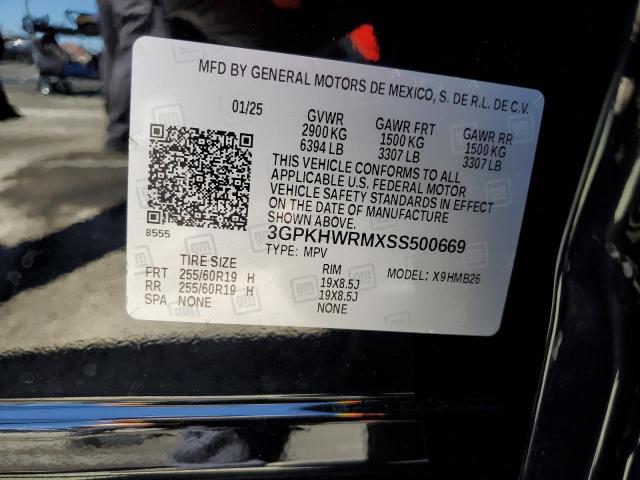 MFD BY GENERAL MOTORS DE MEXICO, S. DE R.L. DE C.V.
01/25 GVWR GAWR FRT GAWR RR
2900 KG 1500 KG 1500 KG
6394 LB 3307 LB 3307 LB
THIS VEHICLE CONFORMS TO ALL
APPLICABLE U.S. FEDERAL MOTOR
VEHICLE SAFETY STANDARDS IN EFFECT
ON THE DATE OF MANUFACTURE
SHOWN ABOVE.
8555 3GPKHWRMXSS500669
TYPE: MPV MODEL: X9HMB26
TIRE SIZE RIM
FRT 255/60R19 H 19X8.5J
RR 255/60R19 H 19X8.5J
SPA NONE NONE